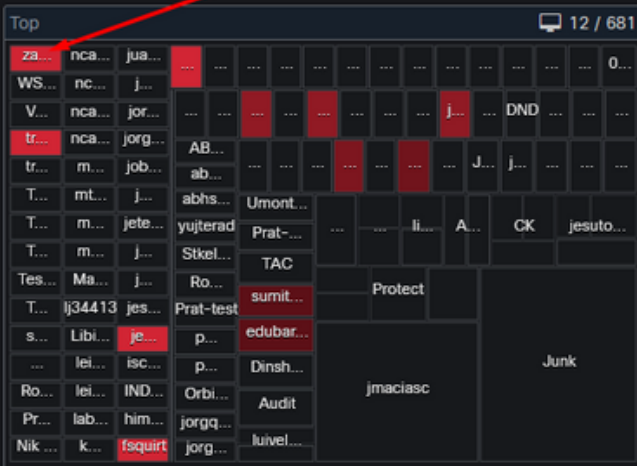 Top 12 / 681
za... nca... jua... ... ... ... ... ... ... ... ... ... ... ... ... ... 0...
WS... nc... j...
V... nca... jor... ... ... ... ... ... ... ... ... j... ... DND ... ... ...
tr... nca... jorg...
AB...
tr... m... job... ... ... ... ... ... ... ... J... j... ... ... ...
ab...
T... mt... j...
abhs... Umont...
T... m... jete... yujterad ... ... li... A... CK jesuto...
Prat-...
T... m... j... Stkel...
TAC
Tes... Ma... j... Ro...
Protect
T... lj34413 jes... Prat-test sumit...
s... Libi... je... p... edubar...
... lei... isc... p... Dinsh... Junk
Ro... lei... IND... Orbi... jmaciasc
Audit
Pr... lab... him... jorgq...
Nik ... k... fsquirt jorg... luivel...